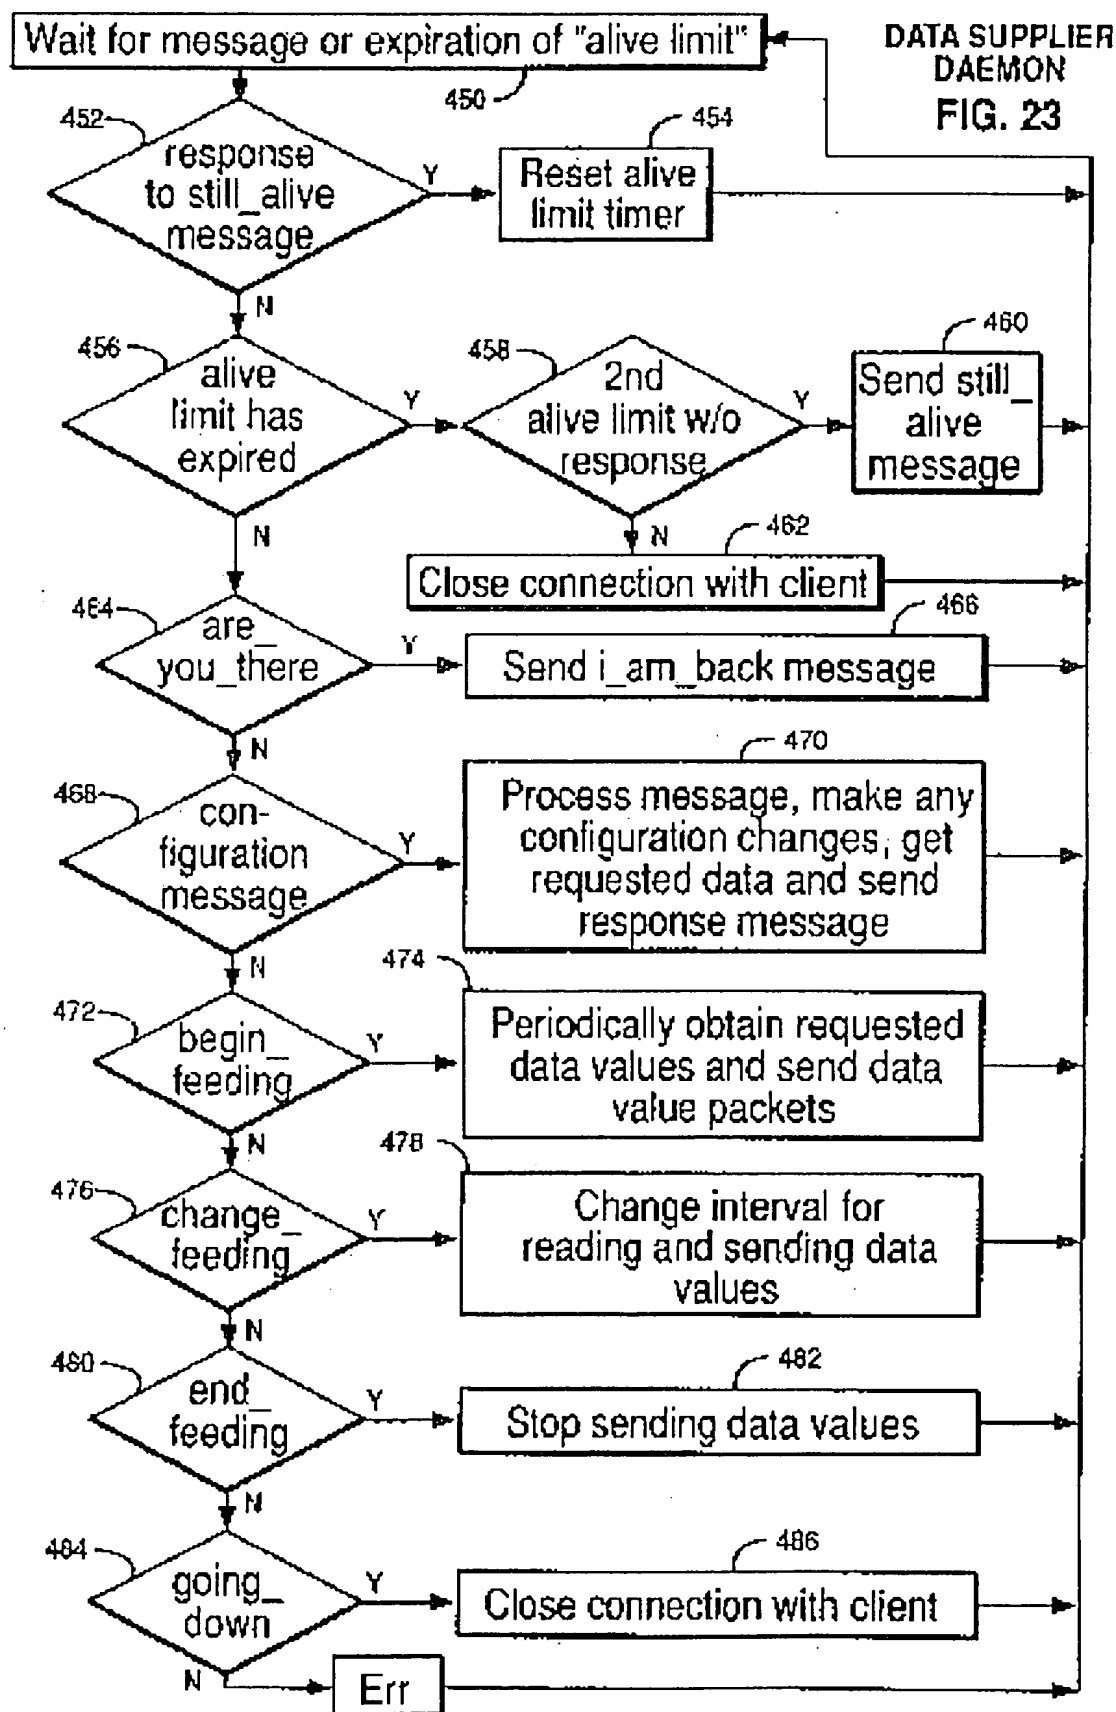 Wait for message or expiration of "alive limit"
DATA SUPPLIER
DAEMON
FIG. 23
450
452
response
to still_alive
message
Y
454
Reset alive
limit timer
N
456
alive
limit has
expired
Y
458
2nd
alive limit w/o
response
Y
460
Send still_
alive
message
N
N
462
Close connection with client
464
are_
you_there
Y
466
Send i_am_back message
N
468
con-
figuration
message
Y
470
Process message, make any
configuration changes, get
requested data and send
response message
N
472
begin_
feeding
Y
474
Periodically obtain requested
data values and send data
value packets
N
476
change_
feeding
Y
478
Change interval for
reading and sending data
values
N
480
end_
feeding
Y
482
Stop sending data values
N
484
going_
down
Y
486
Close connection with client
N
Err